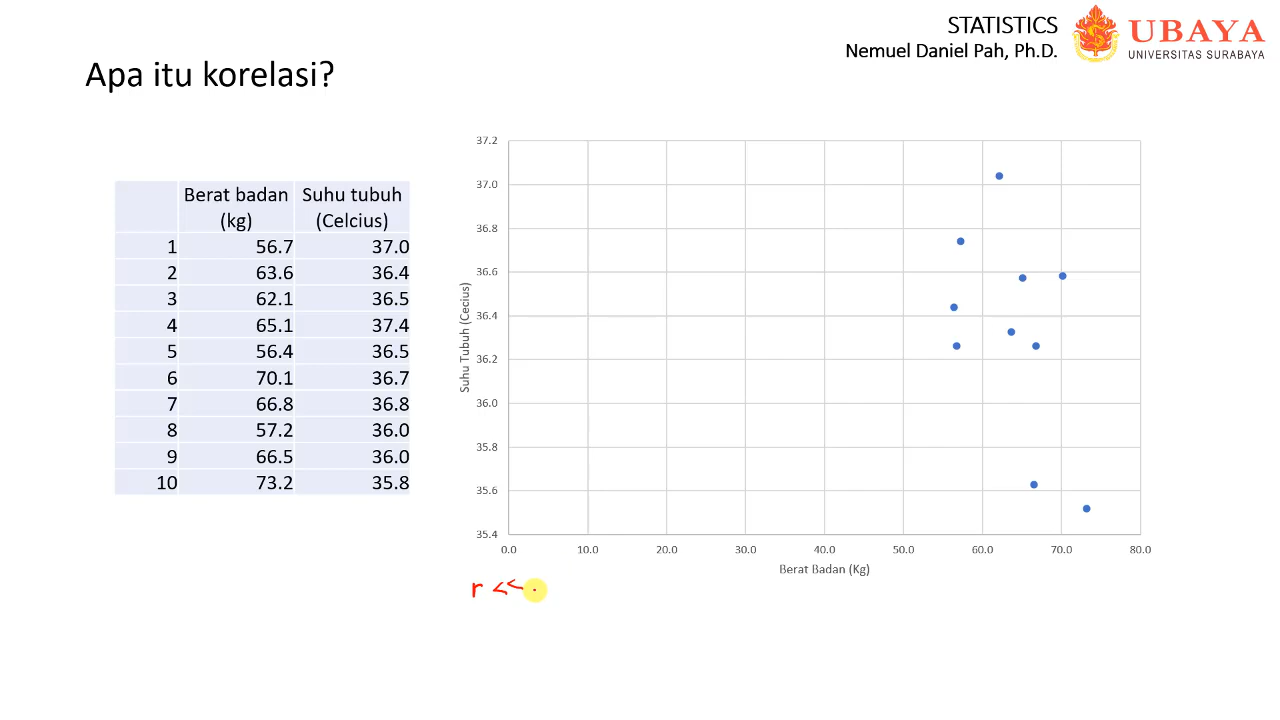 STATISTICS
Nemuel Daniel Pah, Ph.D.
UBAYA
UNIVERSITAS SURABAYA
Apa itu korelasi?
Berat badan (kg) Suhu tubuh (Celcius)
1 56.7 37.0
2 63.6 36.4
3 62.1 36.5
4 65.1 37.4
5 56.4 36.5
6 70.1 36.7
7 66.8 36.8
8 57.2 36.0
9 66.5 36.0
10 73.2 35.8
Suhu Tubuh (Cecius)
37.2
37.0
36.8
36.6
36.4
36.2
36.0
35.8
35.6
35.4
0.0 10.0 20.0 30.0 40.0 50.0 60.0 70.0 80.0
Berat Badan (Kg)
r <<